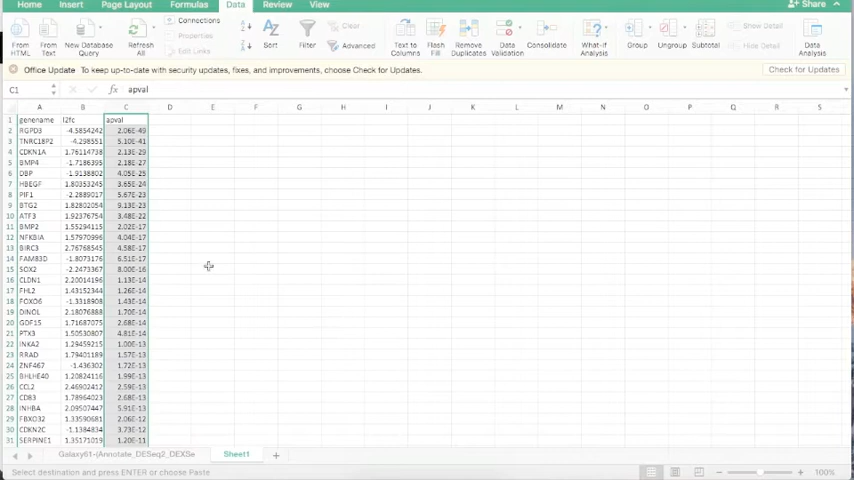 Home Insert Page Layout Formulas Data Review View Share
From HTML From Text New Database Query Refresh All Connections Properties Edit Links Sort Filter Clear Advanced Text to Columns Flash Fill Remove Duplicates Data Validation Consolidate What-if Analysis Group Ungroup Subtotal Show Detail Hide Detail Data Analysis
Office Update To keep up-to-date with security updates, fixes, and improvements, choose Check for Updates. Check for Updates
C1 fx apval
A B C D E F G H I J K L M N O P Q R S
1 genename l2fc apval
2 RGPD3 -4.5854242 2.06E-49
3 TNRC18P2 -4.298551 5.10E-41
4 CDKN1A 1.76114738 2.13E-29
5 BMP4 -1.7186395 2.18E-27
6 DBP -1.9138802 4.05E-25
7 HBEGF 1.80353245 3.65E-24
8 PIF1 -2.2889017 5.67E-23
9 BTG2 1.82802054 9.13E-23
10 ATF3 1.92376754 3.48E-22
11 BMP2 1.55294115 2.02E-17
12 NFKBIA 1.57970996 4.04E-17
13 BIRC3 2.76768545 4.58E-17
14 FAM83D -1.8073176 6.51E-17
15 SOX2 -2.2473367 8.00E-16
16 CLDN1 2.20014196 1.13E-14
17 FHL2 1.43152344 1.26E-14
18 FOXO6 -1.3318908 1.43E-14
19 DINOL 2.18076888 1.70E-14
20 GDF15 1.71687075 2.68E-14
21 PTX3 1.50530807 4.81E-14
22 INKA2 1.29459215 1.00E-13
23 RRAD 1.79401189 1.57E-13
24 ZNF467 -1.436302 1.72E-13
25 BHLHE40 1.20824116 1.99E-13
26 CCL2 2.46902412 2.59E-13
27 CD83 1.78964023 2.68E-13
28 INHBA 2.09507447 5.91E-13
29 FBXO32 1.33590681 2.06E-12
30 CDKN2C -1.1384834 3.73E-12
31 SERPINE1 1.35171019 1.20E-11
Galaxy61-(Annotate_DESeq2_DEXSe Sheet1 +
Select destination and press ENTER or choose Paste 100%